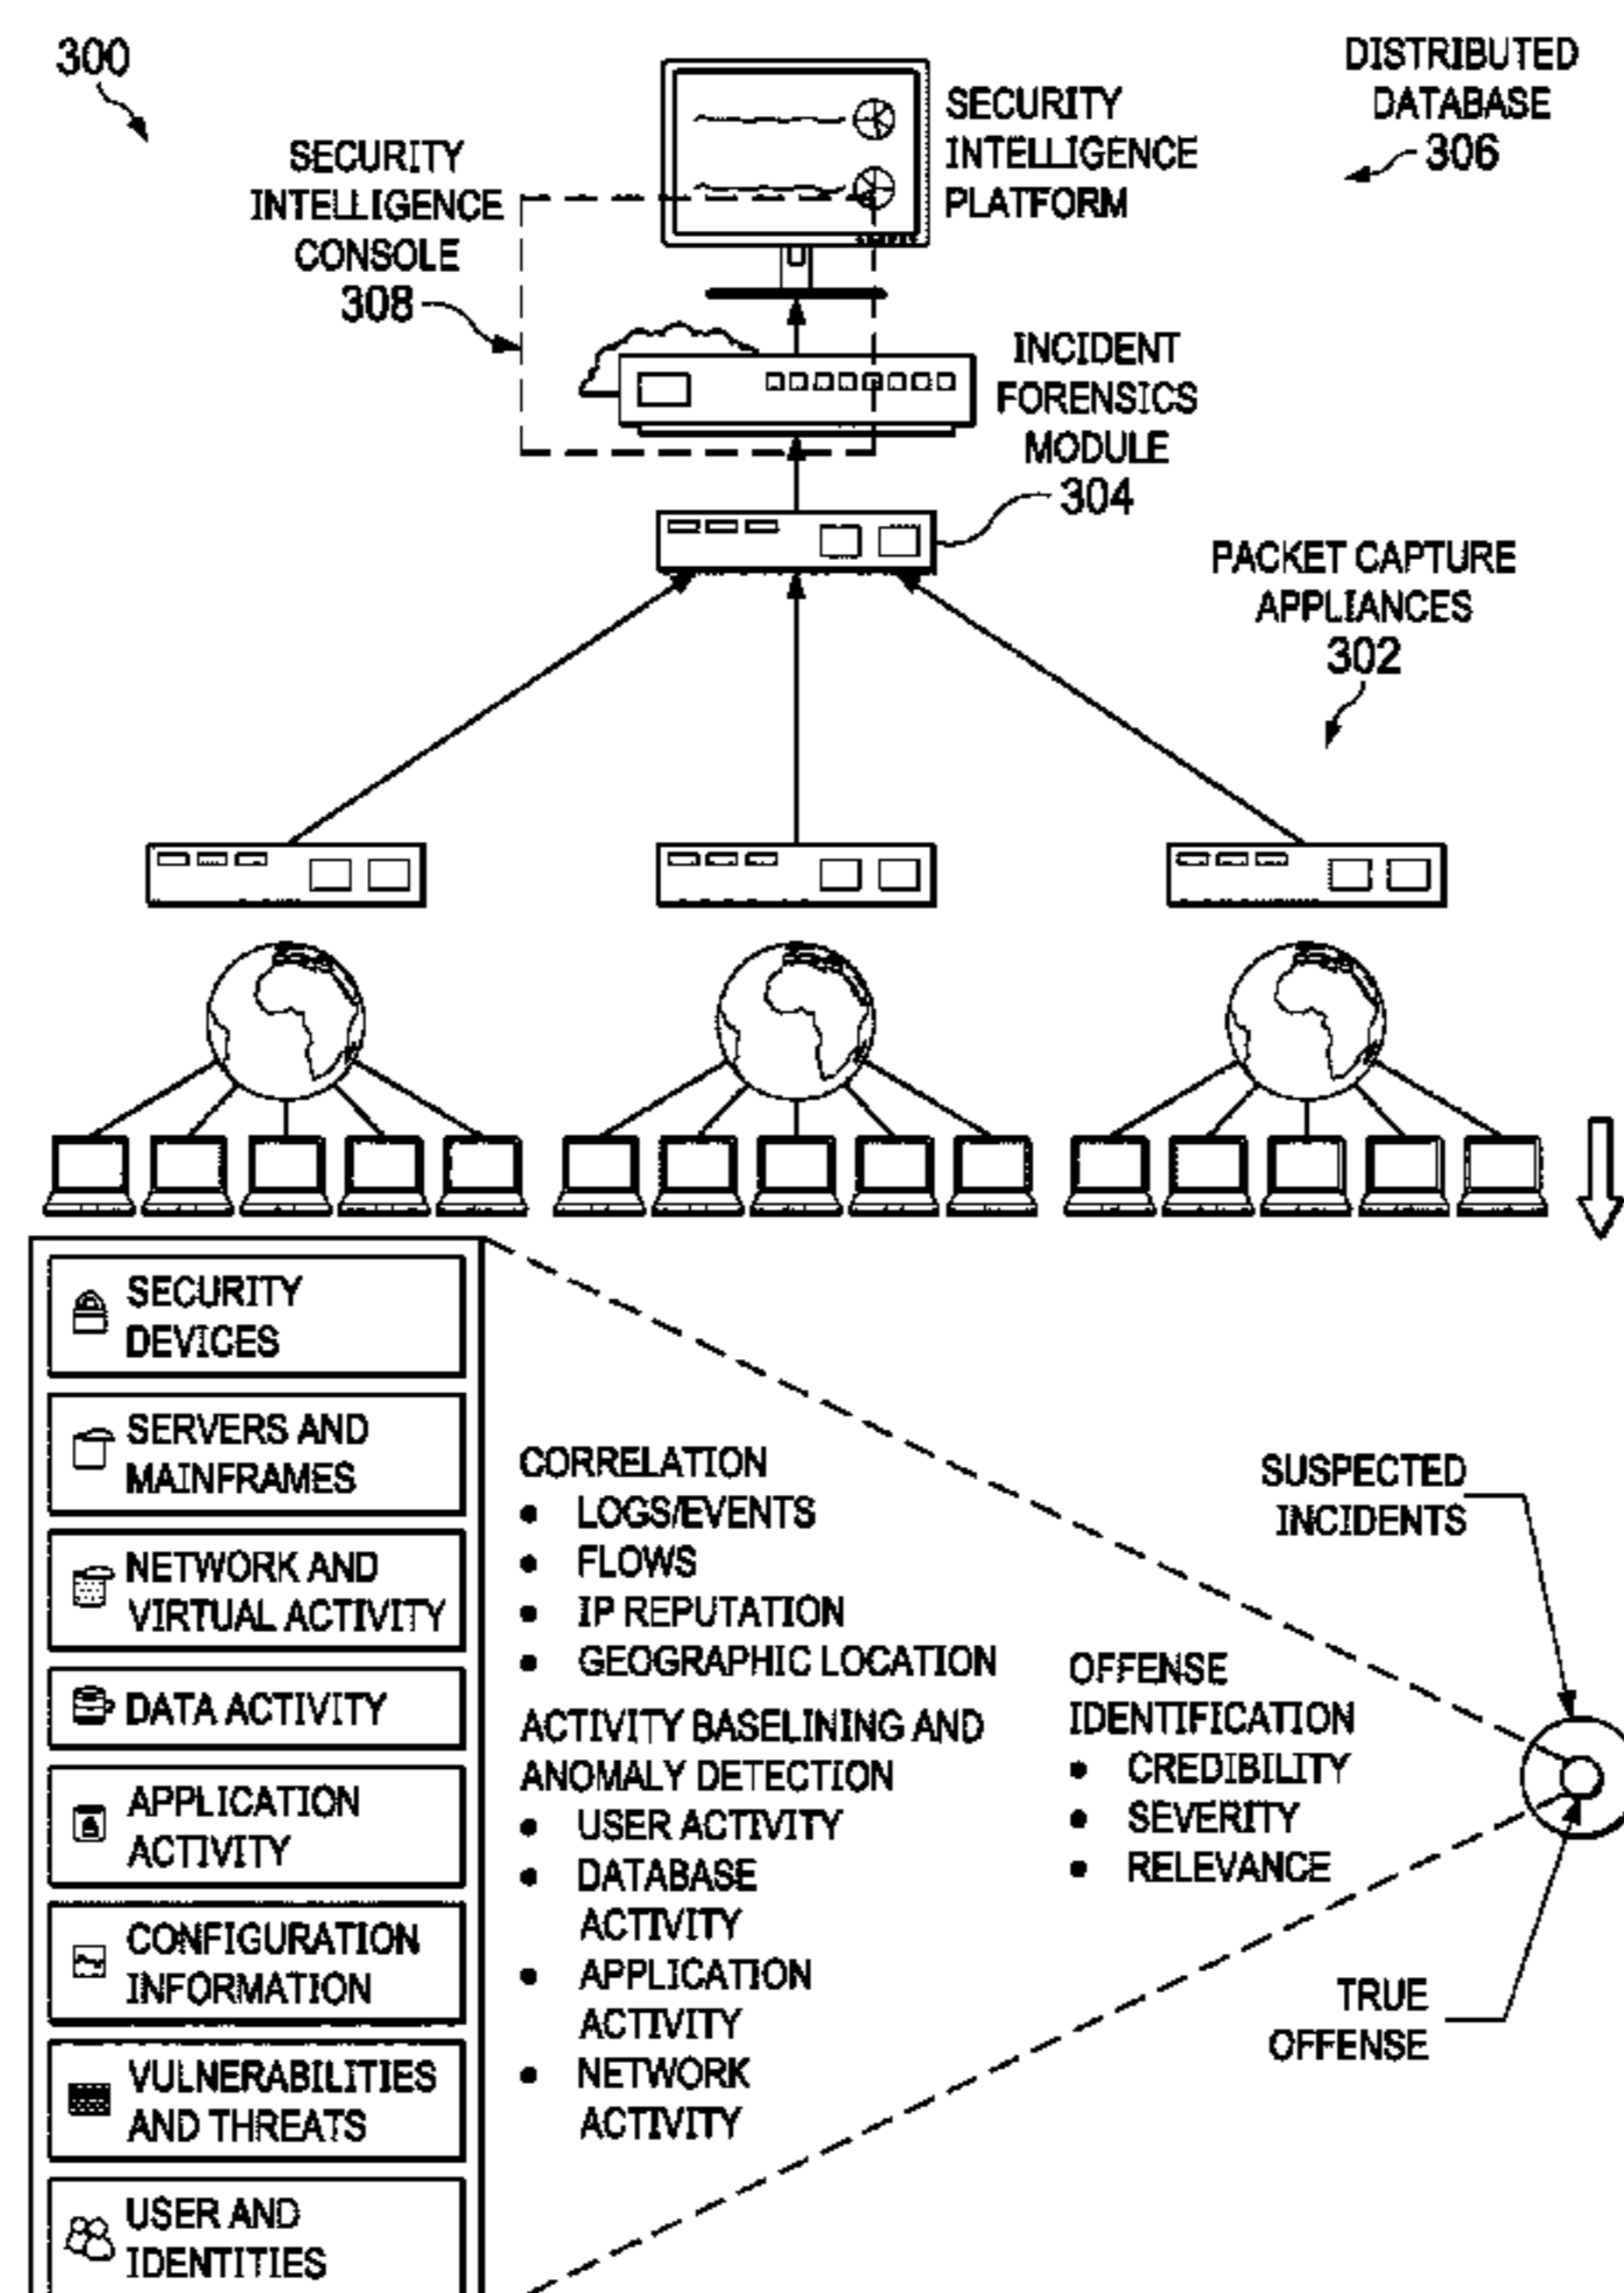 300
DISTRIBUTED
DATABASE
306
SECURITY
INTELLIGENCE
PLATFORM
SECURITY
INTELLIGENCE
CONSOLE
308
INCIDENT
FORENSICS
MODULE
304
PACKET CAPTURE
APPLIANCES
302
SECURITY
DEVICES
SERVERS AND
MAINFRAMES
NETWORK AND
VIRTUAL ACTIVITY
DATA ACTIVITY
APPLICATION
ACTIVITY
CONFIGURATION
INFORMATION
VULNERABILITIES
AND THREATS
USER AND
IDENTITIES
CORRELATION
• LOGS/EVENTS
• FLOWS
• IP REPUTATION
• GEOGRAPHIC LOCATION
ACTIVITY BASELINING AND
ANOMALY DETECTION
• USER ACTIVITY
• DATABASE
ACTIVITY
• APPLICATION
ACTIVITY
• NETWORK
ACTIVITY
OFFENSE
IDENTIFICATION
• CREDIBILITY
• SEVERITY
• RELEVANCE
SUSPECTED
INCIDENTS
TRUE
OFFENSE